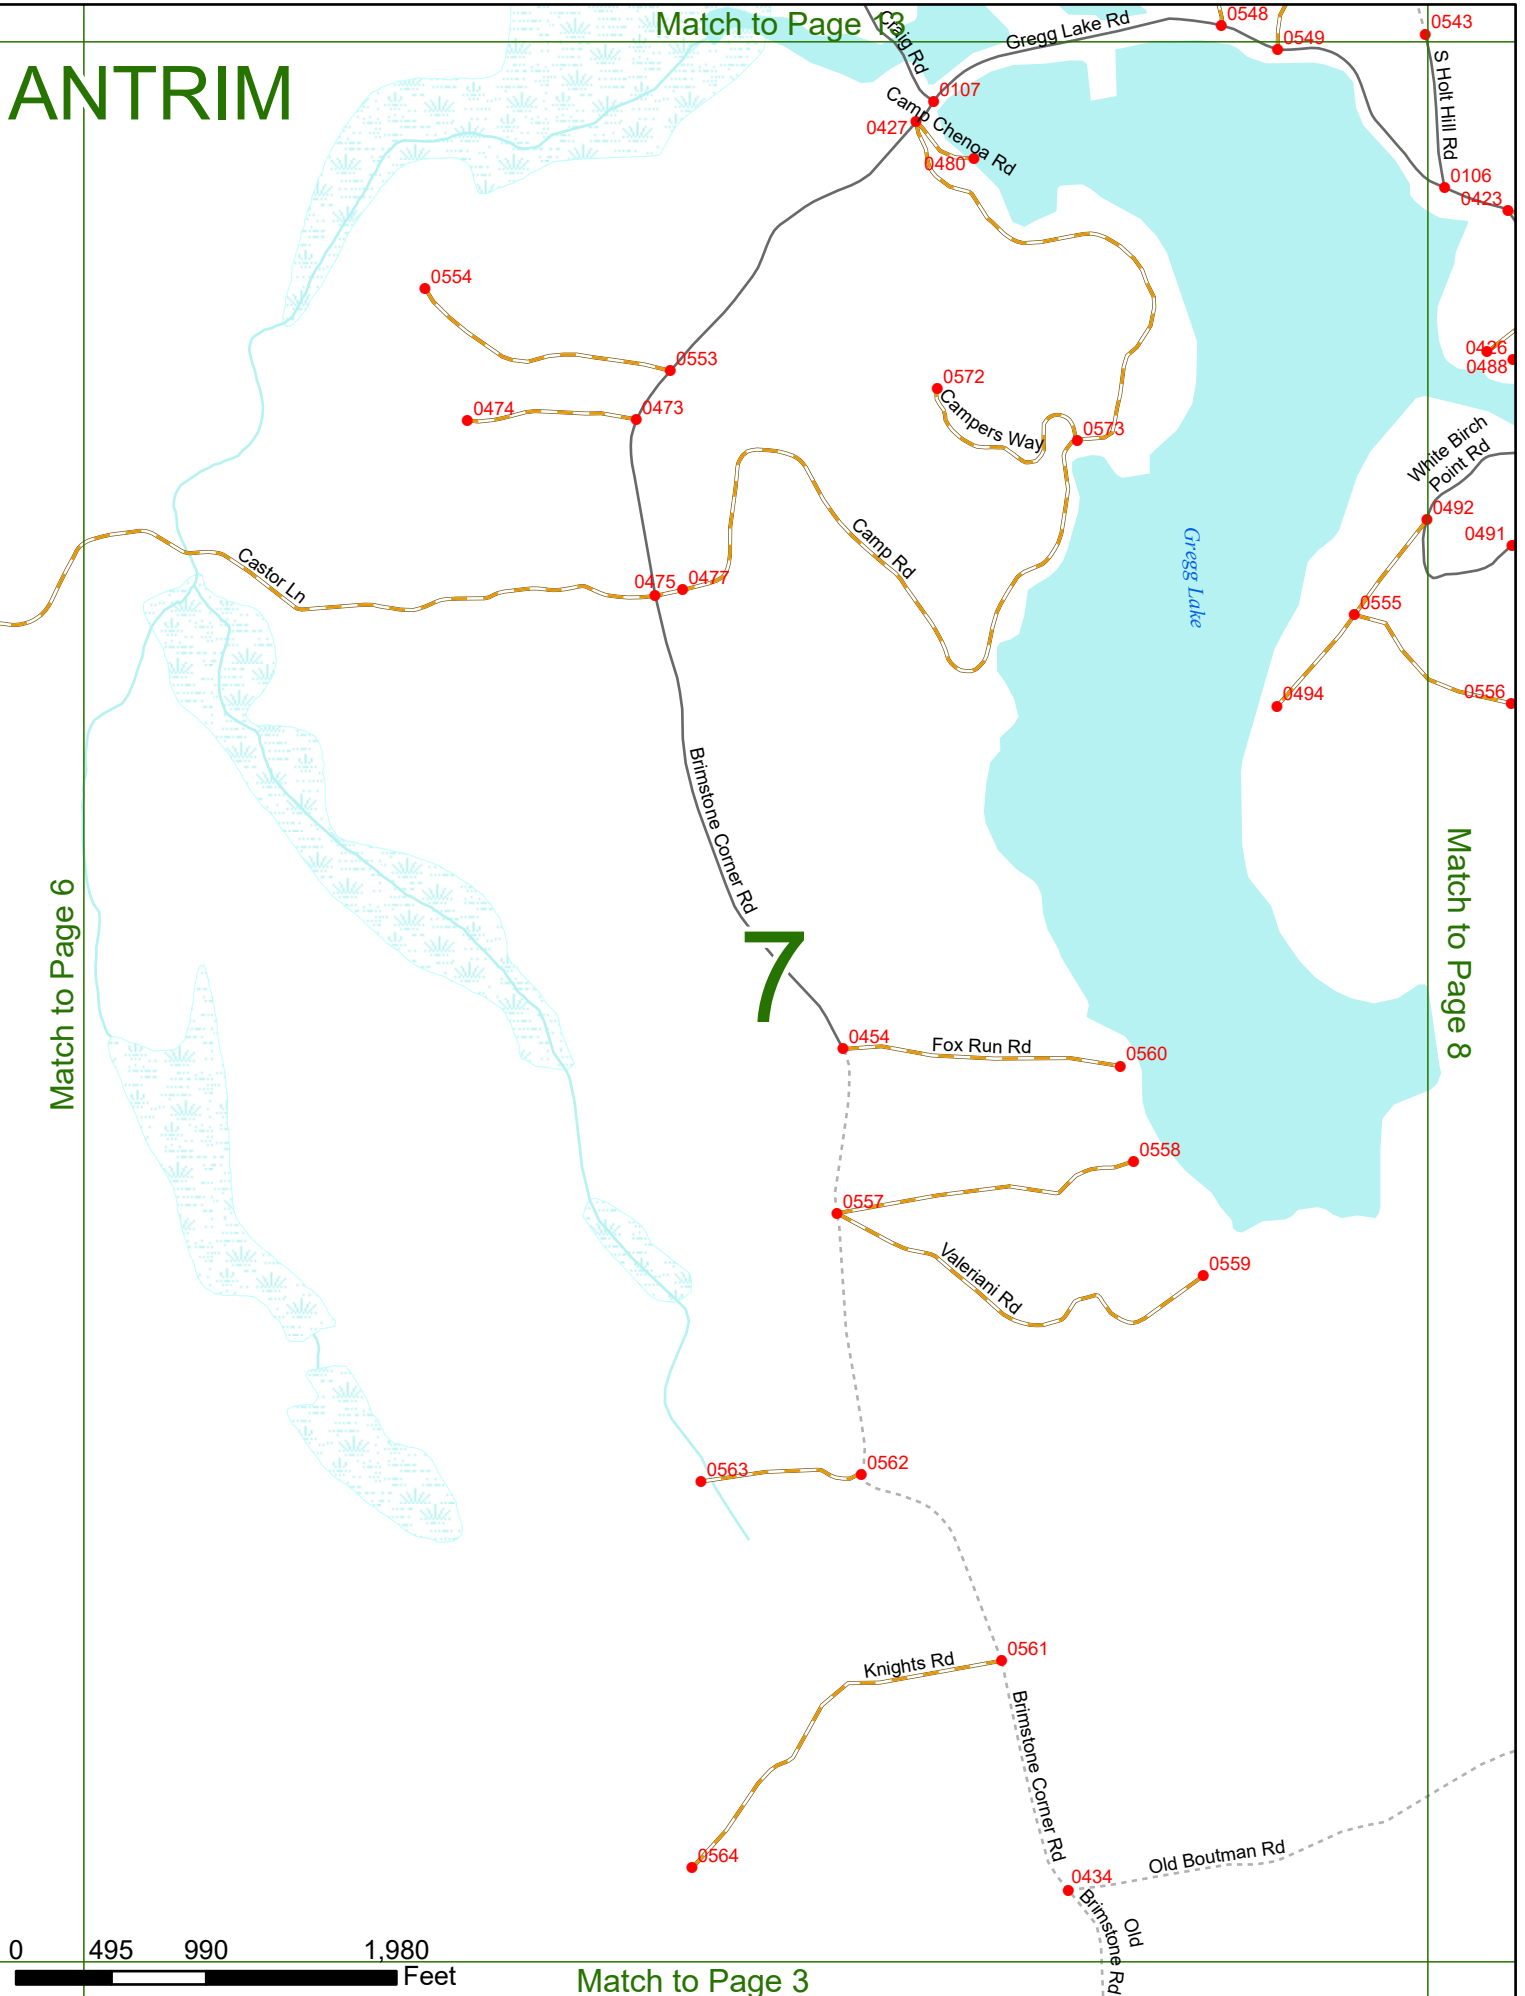 Match to Page 13
ANTRIM
Craig Rd
Gregg Lake Rd
0548
0549
0543
S Holt Hill Rd
0107
Camp Chenoa Rd
0427
0480
0106
0423
0554
0553
0426
0488
0572
Campers Way
0573
0474
0473
White Birch
Point Rd
0492
0491
Camp Rd
Gregg Lake
Castor Ln
0475
0477
0555
0494
0556
Brimstone Corner Rd
Match to Page 6
7
Match to Page 8
0454
Fox Run Rd
0560
0558
0557
Valeriani Rd
0559
0563
0562
0561
Knights Rd
Brimstone Corner Rd
0564
0434
Old Boutman Rd
Old
Brimstone Rd
0 495 990 1,980
Feet
Match to Page 3